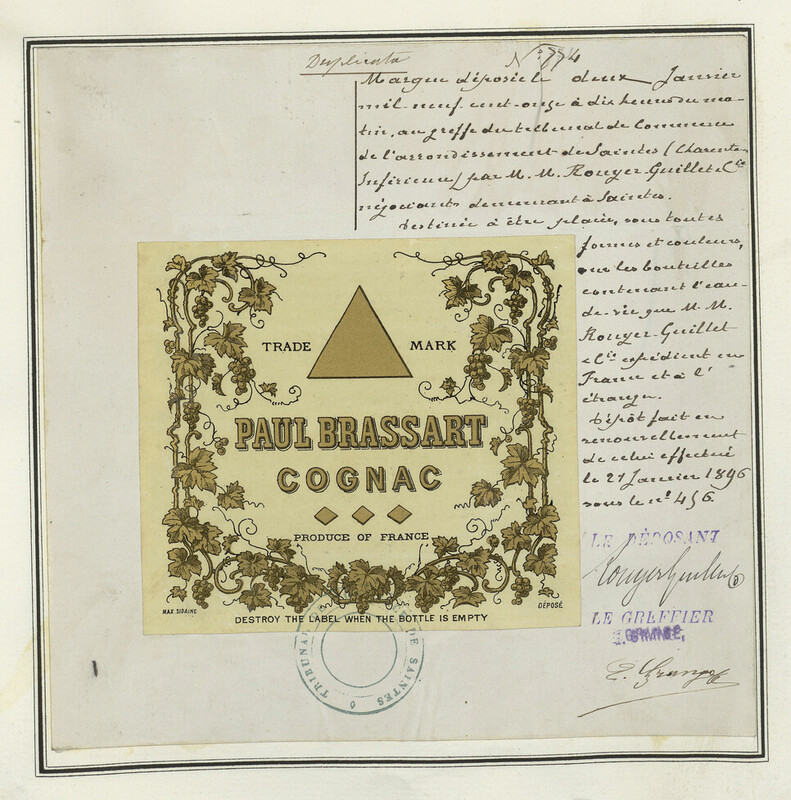 Duplicata
N° 774
Marque déposée le deux Janvier
mil neuf cent onze à dix heures du ma-
tin, au greffe du tribunal de Commerce
de l'arrondissement de Saintes (Charente-
Inférieure) par M. M. Rouyer-Guillet & Cie
négociants demeurant à Saintes.
Destinée à être placée, sous toutes
formes et couleurs,
sur les bouteilles
contenant l'eau-
de-vie que M. M.
Rouyer-Guillet
& Cie expédient en
France et à l'
étranger.
Dépôt fait en
renouvellement
de celui effectué
le 21 Janvier 1896
sous le n° 456.
TRADE MARK
PAUL BRASSART
COGNAC
PRODUCE OF FRANCE
MAX. SIDAINE
DÉPOSÉ
DESTROY THE LABEL WHEN THE BOTTLE IS EMPTY
LE DÉPOSANT
Rouyer Guillet
LE GREFFIER
E. GRANGE.
E. Grange
TRIBUNAL DE SAINTES